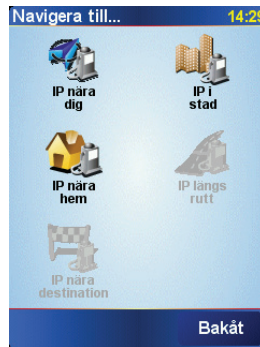 Navigera till... 14:29
IP nära
dig
IP i
stad
IP nära
hem
IP längs
rutt
IP nära
destination
Bakåt